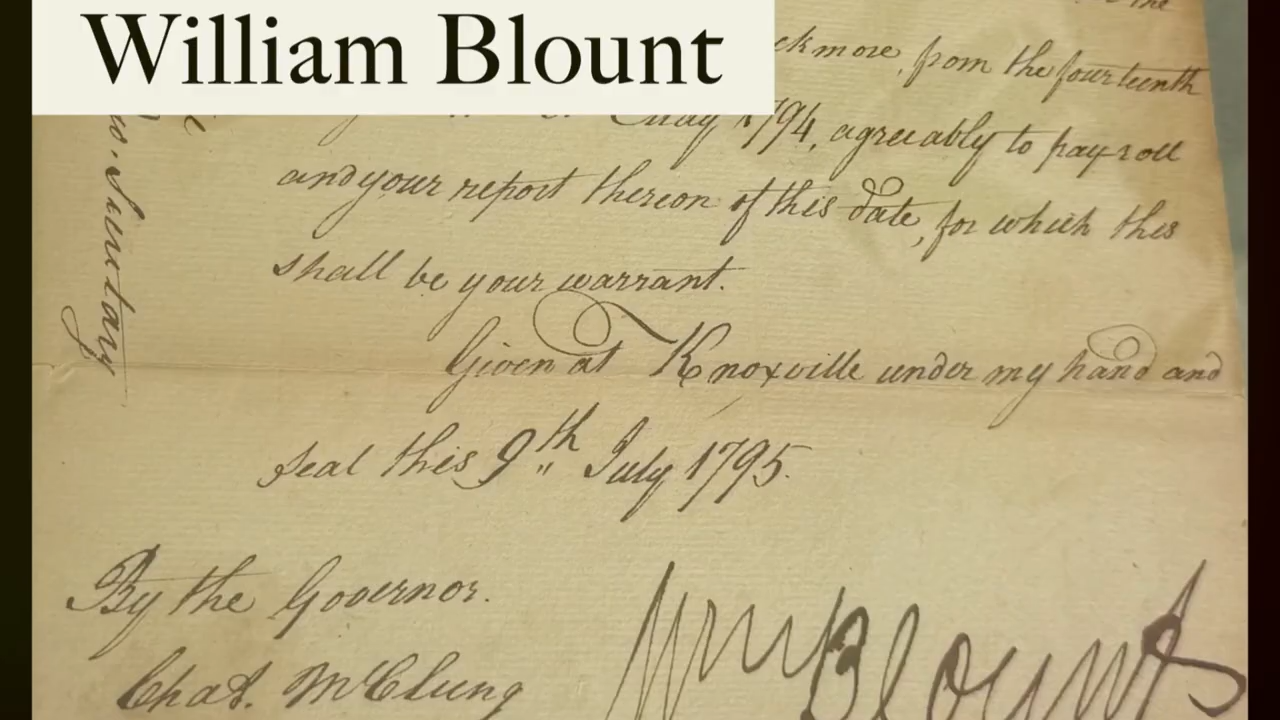 William Blount
the
ckmore, from the fourteenth
May 1794, agreeably to pay roll
and your report thereon of this date, for which this
shall be your warrant.
Given at Knoxville under my hand and
seal this 9th July 1795.
By the Governor.
Chas. McClung
Wm Blount
Secretary